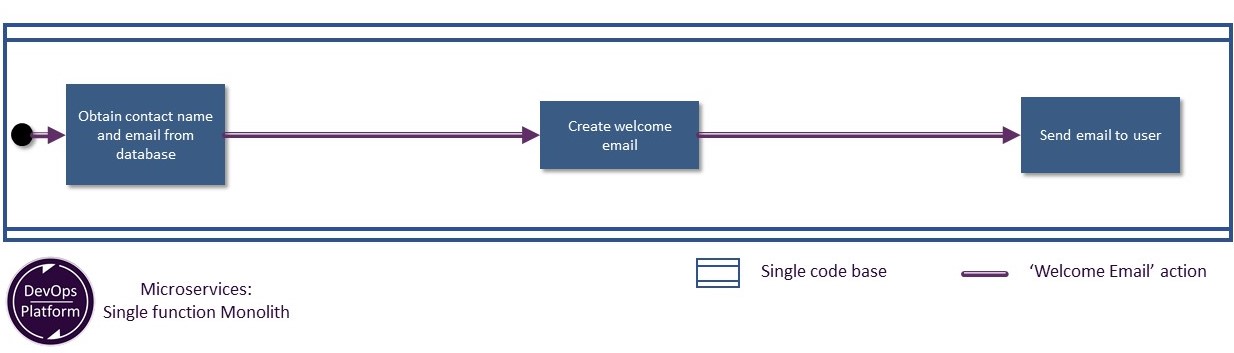 Obtain contact name
and email from
database
Create welcome
email
Send email to user
DevOps
Platform
Microservices:
Single function Monolith
Single code base
‘Welcome Email’ action